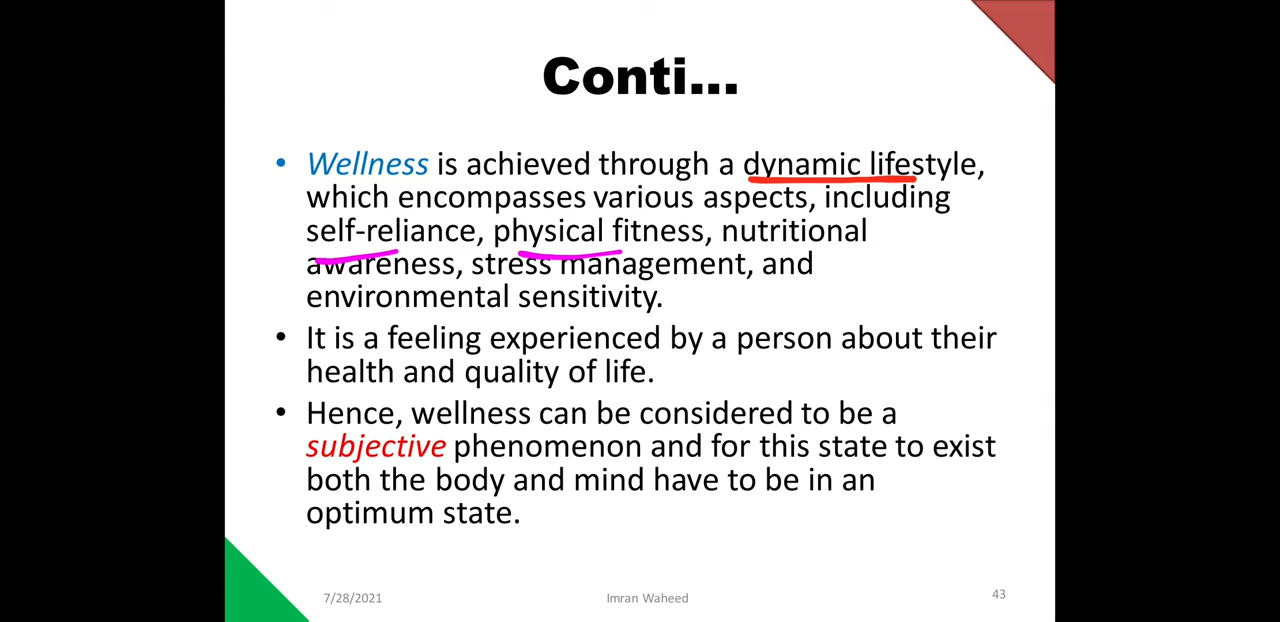 Conti...
• Wellness is achieved through a dynamic lifestyle,
which encompasses various aspects, including
self-reliance, physical fitness, nutritional
awareness, stress management, and
environmental sensitivity.
• It is a feeling experienced by a person about their
health and quality of life.
• Hence, wellness can be considered to be a
subjective phenomenon and for this state to exist
both the body and mind have to be in an
optimum state.
7/28/2021
Imran Waheed
43